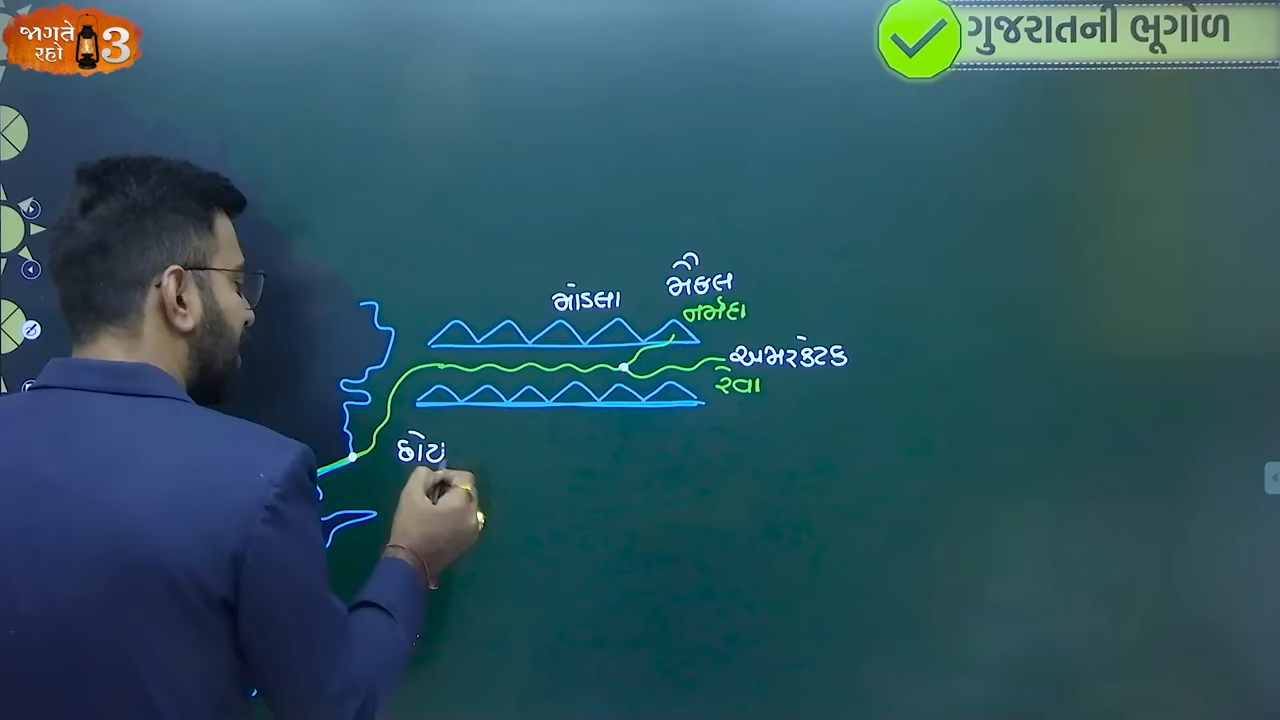 જાગતે
રહો 3
ગુજરાતની ભૂગોળ
માંડલા
મૈકલ
નર્મદા
અમરકંટક
રેવા
છોટા